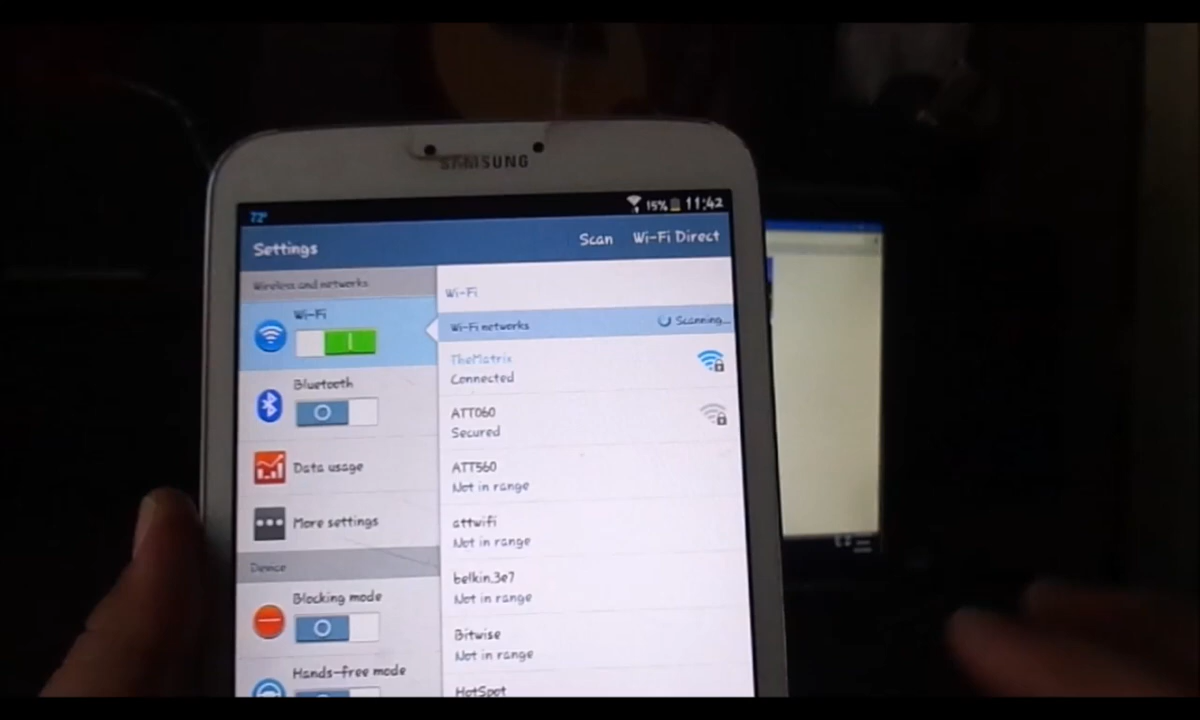 SAMSUNG
72°
15% 11:42
Settings
Scan Wi-Fi Direct
Wireless and networks
Wi-Fi
Bluetooth
Data usage
More settings
Device
Blocking mode
Hands-free mode
Wi-Fi
Wi-Fi networks Scanning...
TheMatrix
Connected
ATT060
Secured
ATT560
Not in range
attwifi
Not in range
belkin.3e7
Not in range
Bitwise
Not in range
HotSpot